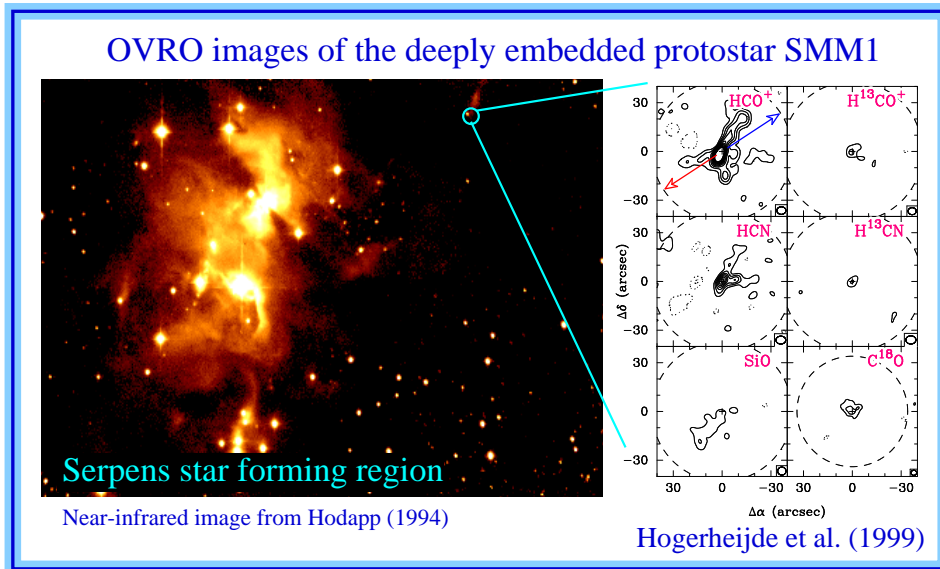 OVRO images of the deeply embedded protostar SMM1
HCO⁺
H¹³CO⁺
30
0
−30
HCN
H¹³CN
30
0
−30
SiO
C¹⁸O
30
0
−30
Δδ (arcsec)
30 0 −30 30 0 −30
Δα (arcsec)
Serpens star forming region
Near-infrared image from Hodapp (1994)
Hogerheijde et al. (1999)